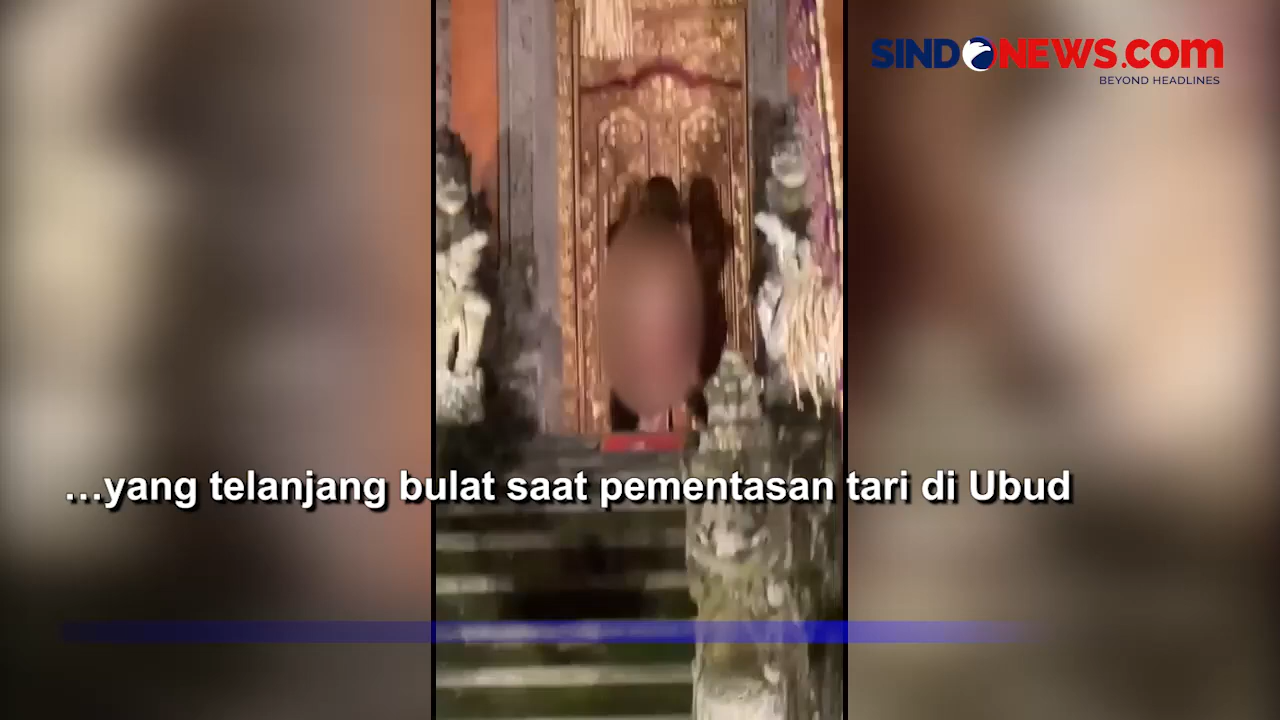 SINDONEWS.com
BEYOND HEADLINES
...yang telanjang bulat saat pementasan tari di Ubud